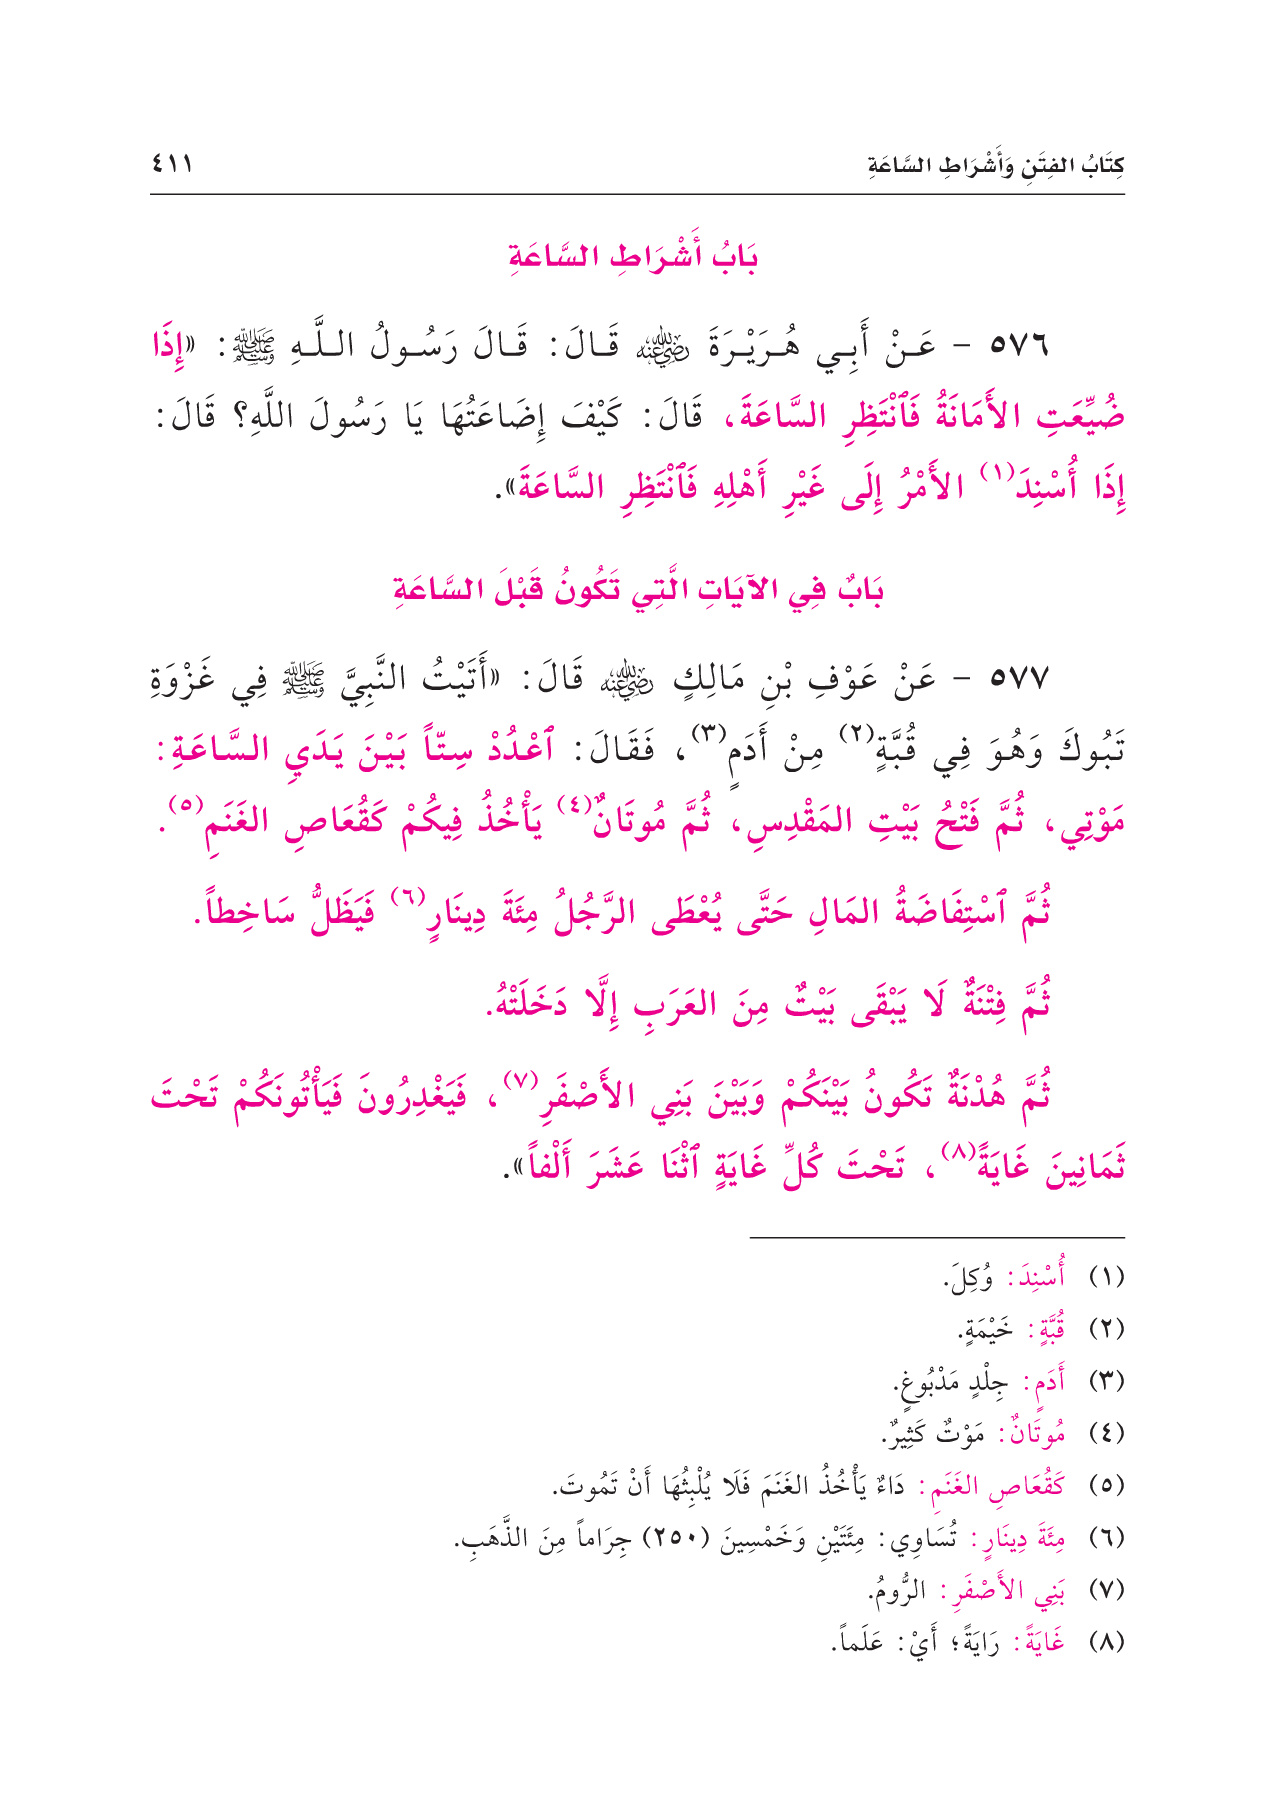 كِتَابُ الفِتَنِ وَأَشْرَاطِ السَّاعَةِ ٤١١
بَابُ أَشْرَاطِ السَّاعَةِ
٥٧٦ - عَنْ أَبِي هُرَيْرَةَ رضي الله عنه قَالَ: قَالَ رَسُولُ اللَّهِ ﷺ: «إِذَا
ضُيِّعَتِ الأَمَانَةُ فَٱنْتَظِرِ السَّاعَةَ، قَالَ: كَيْفَ إِضَاعَتُهَا يَا رَسُولَ اللَّهِ؟ قَالَ:
إِذَا أُسْنِدَ(١) الأَمْرُ إِلَى غَيْرِ أَهْلِهِ فَٱنْتَظِرِ السَّاعَةَ».
بَابٌ فِي الآيَاتِ الَّتِي تَكُونُ قَبْلَ السَّاعَةِ
٥٧٧ - عَنْ عَوْفِ بْنِ مَالِكٍ رضي الله عنه قَالَ: «أَتَيْتُ النَّبِيَّ ﷺ فِي غَزْوَةِ
تَبُوكَ وَهُوَ فِي قُبَّةٍ(٢) مِنْ أَدَمٍ(٣)، فَقَالَ: ٱعْدُدْ سِتّاً بَيْنَ يَدَيِ السَّاعَةِ:
مَوْتِي، ثُمَّ فَتْحُ بَيْتِ المَقْدِسِ، ثُمَّ مُوتَانٌ(٤) يَأْخُذُ فِيكُمْ كَقُعَاصِ الغَنَمِ(٥).
ثُمَّ ٱسْتِفَاضَةُ المَالِ حَتَّى يُعْطَى الرَّجُلُ مِئَةَ دِينَارٍ(٦) فَيَظَلُّ سَاخِطاً.
ثُمَّ فِتْنَةٌ لَا يَبْقَى بَيْتٌ مِنَ العَرَبِ إِلَّا دَخَلَتْهُ.
ثُمَّ هُدْنَةٌ تَكُونُ بَيْنَكُمْ وَبَيْنَ بَنِي الأَصْفَرِ(٧)، فَيَغْدِرُونَ فَيَأْتُونَكُمْ تَحْتَ
ثَمَانِينَ غَايَةً(٨)، تَحْتَ كُلِّ غَايَةٍ ٱثْنَا عَشَرَ أَلْفاً».
(١) أُسْنِدَ: وُكِلَ.
(٢) قُبَّةٍ: خَيْمَةٍ.
(٣) أَدَمٍ: جِلْدٍ مَدْبُوغٍ.
(٤) مُوتَانٌ: مَوْتٌ كَثِيرٌ.
(٥) كَقُعَاصِ الغَنَمِ: دَاءٌ يَأْخُذُ الغَنَمَ فَلَا يُلْبِثُهَا أَنْ تَمُوتَ.
(٦) مِئَةَ دِينَارٍ: تُسَاوِي: مِئَتَيْنِ وَخَمْسِينَ (٢٥٠) جِرَاماً مِنَ الذَّهَبِ.
(٧) بَنِي الأَصْفَرِ: الرُّومُ.
(٨) غَايَةً: رَايَةً؛ أَيْ: عَلَماً.